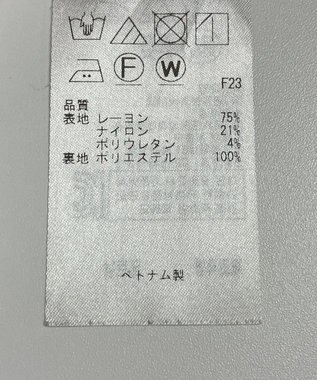 F W
F23
品質
表地 レーヨン 75%
ナイロン 21%
ポリウレタン 4%
裏地 ポリエステル 100%
ベトナム製